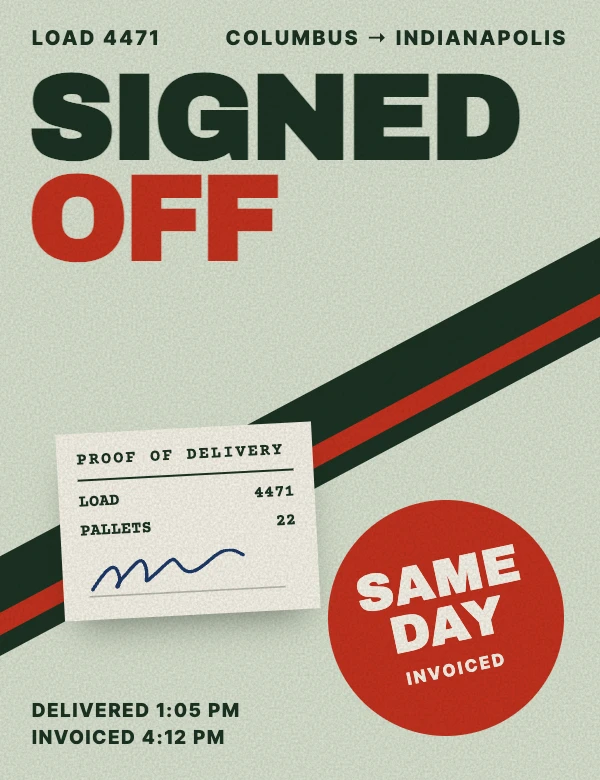 LOAD 4471
COLUMBUS → INDIANAPOLIS
SIGNED
OFF
PROOF OF DELIVERY
LOAD 4471
PALLETS 22
SAME
DAY
INVOICED
DELIVERED 1:05 PM
INVOICED 4:12 PM